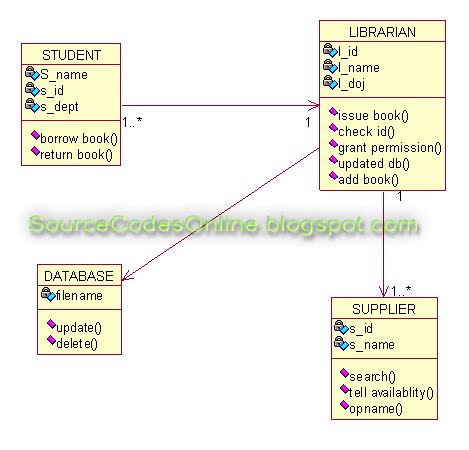 STUDENT
S_name
s_id
s_dept
borrow book()
return book()
1..*
1
LIBRARIAN
l_id
l_name
l_doj
issue book()
check id()
grant permission()
updated db()
add book()
1
SourceCodesOnline.blogspot.com
DATABASE
filename
update()
delete()
1..*
SUPPLIER
s_id
s_name
search()
tell availablity()
opname()